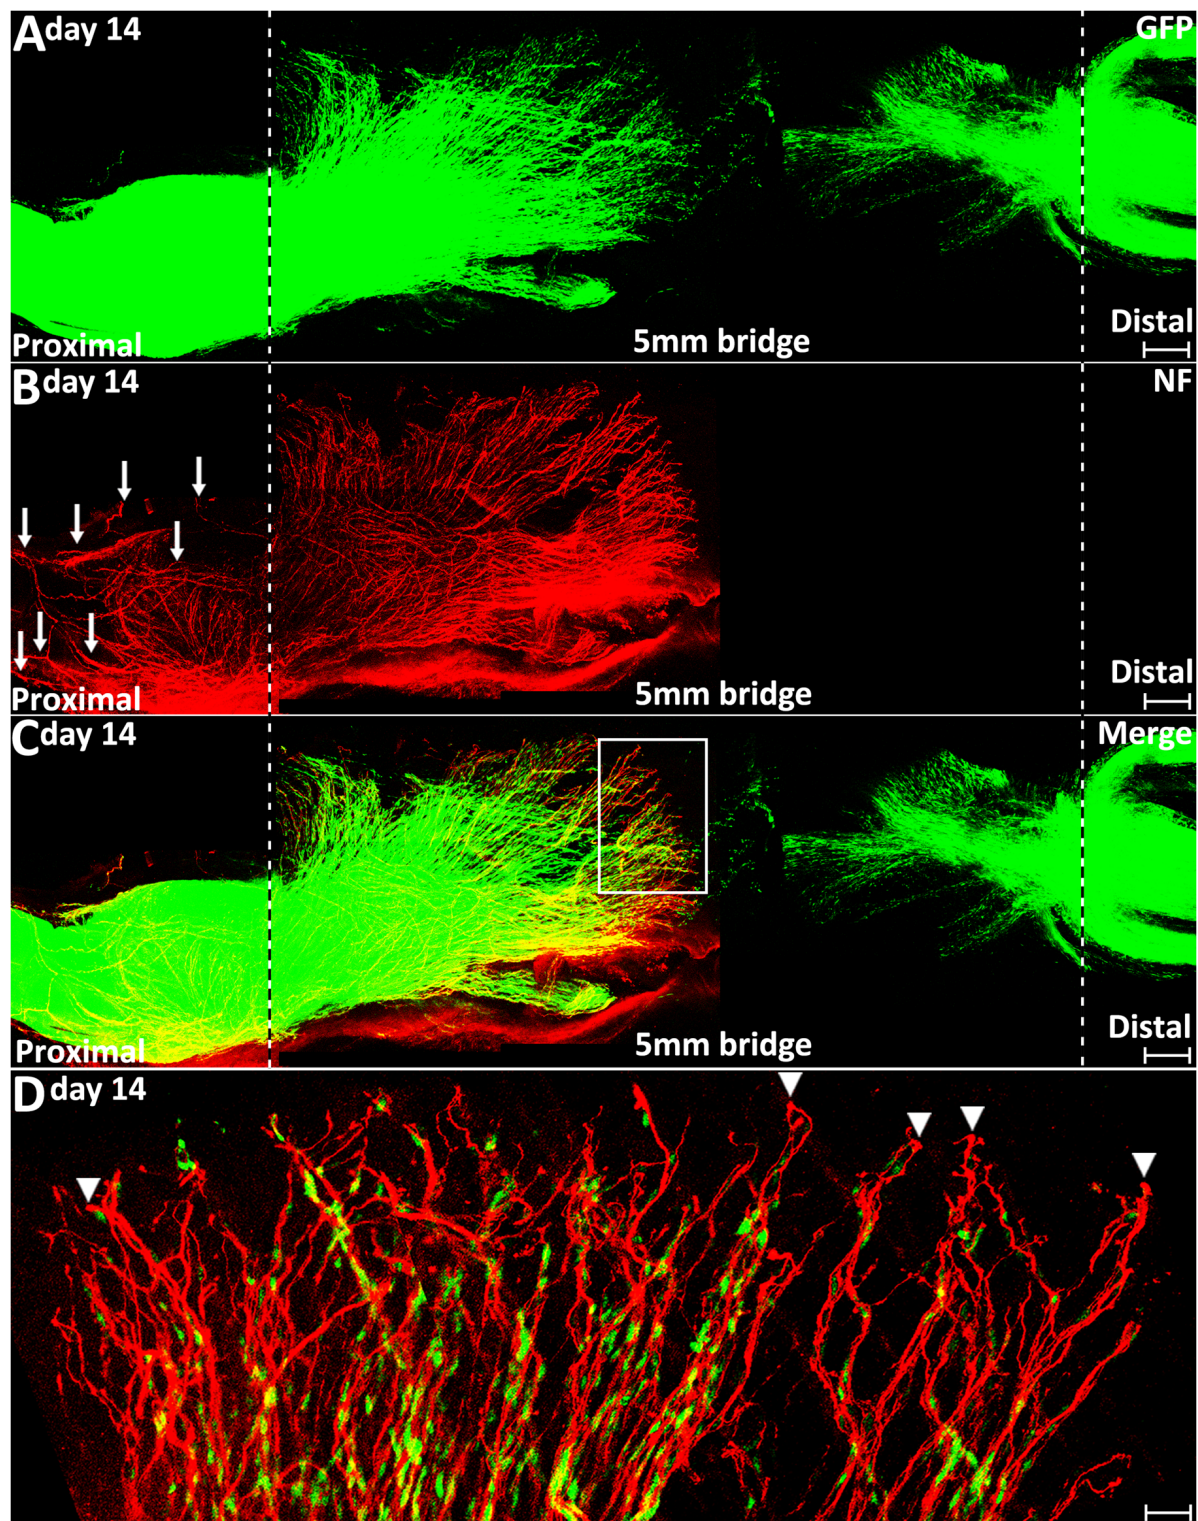 A day 14
GFP
Proximal
5mm bridge
Distal
B day 14
NF
Proximal
5mm bridge
Distal
C day 14
Merge
Proximal
5mm bridge
Distal
D day 14